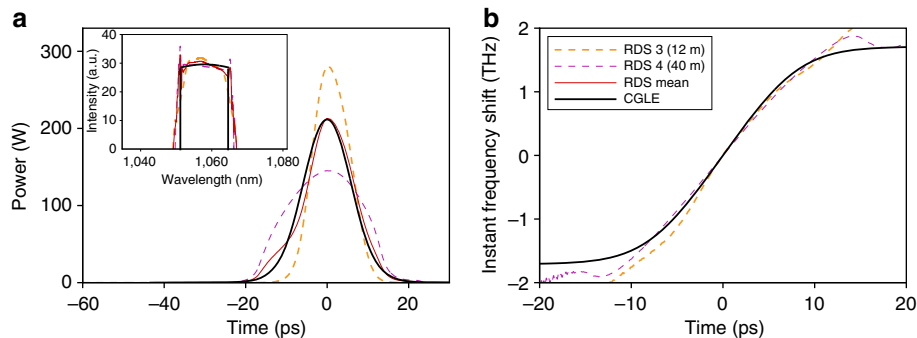 a
b
Power (W)
300
200
100
0
−60
−40
−20
0
20
Time (ps)
Intensity (a.u.)
40
30
20
10
0
1,040
1,060
1,080
Wavelength (nm)
Instant frequency shift (THz)
2
1
0
−1
−2
−20
−10
0
10
20
Time (ps)
RDS 3 (12 m)
RDS 4 (40 m)
RDS mean
CGLE